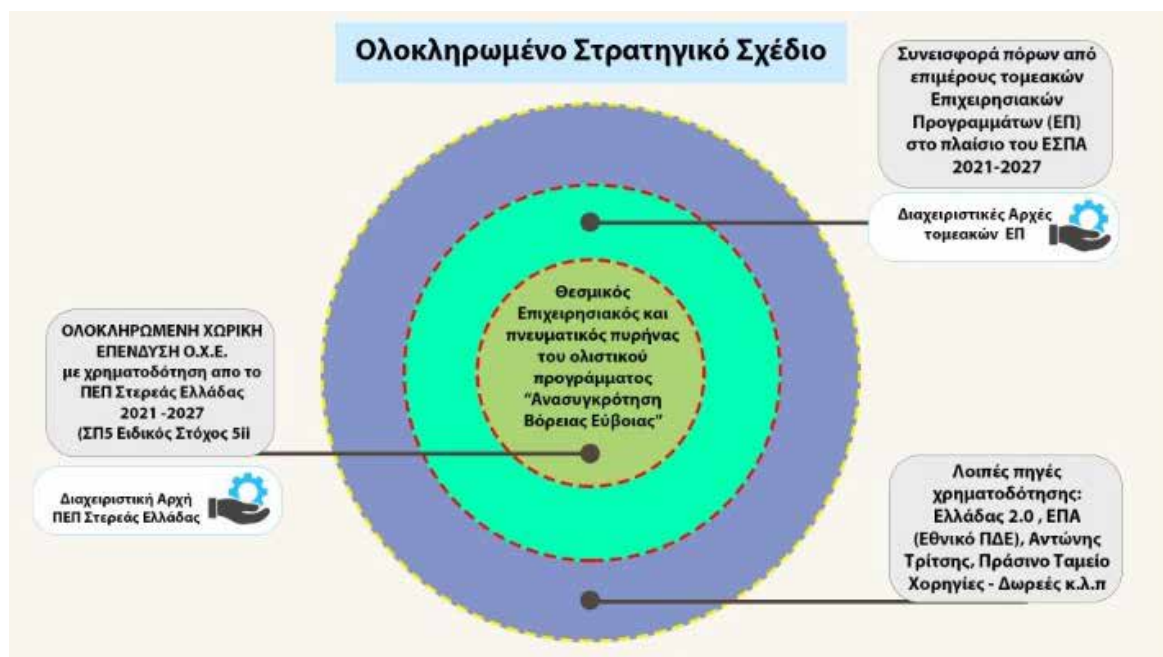 Ολοκληρωμένο Στρατηγικό Σχέδιο
Συνεισφορά πόρων από
επιμέρους τομεακών
Επιχειρησιακών
Προγραμμάτων (ΕΠ)
στο πλαίσιο του ΕΣΠΑ
2021-2027
Διαχειριστικές Αρχές
τομεακών ΕΠ
Θεσμικός
Επιχειρησιακός και
πνευματικός πυρήνας
του ολιστικού
προγράμματος
“Ανασυγκρότηση
Βόρειας Εύβοιας”
ΟΛΟΚΛΗΡΩΜΕΝΗ ΧΩΡΙΚΗ
ΕΠΕΝΔΥΣΗ Ο.Χ.Ε.
με χρηματοδότηση απο το
ΠΕΠ Στερεάς Ελλάδας
2021 -2027
(ΣΠ5 Ειδικός Στόχος 5ii
Διαχειριστική Αρχή
ΠΕΠ Στερεάς Ελλάδας
Λοιπές πηγές
χρηματοδότησης:
Ελλάδας 2.0 , ΕΠΑ
(Εθνικό ΠΔΕ), Αντώνης
Τρίτσης, Πράσινο Ταμείο
Χορηγίες - Δωρεές κ.λ.π